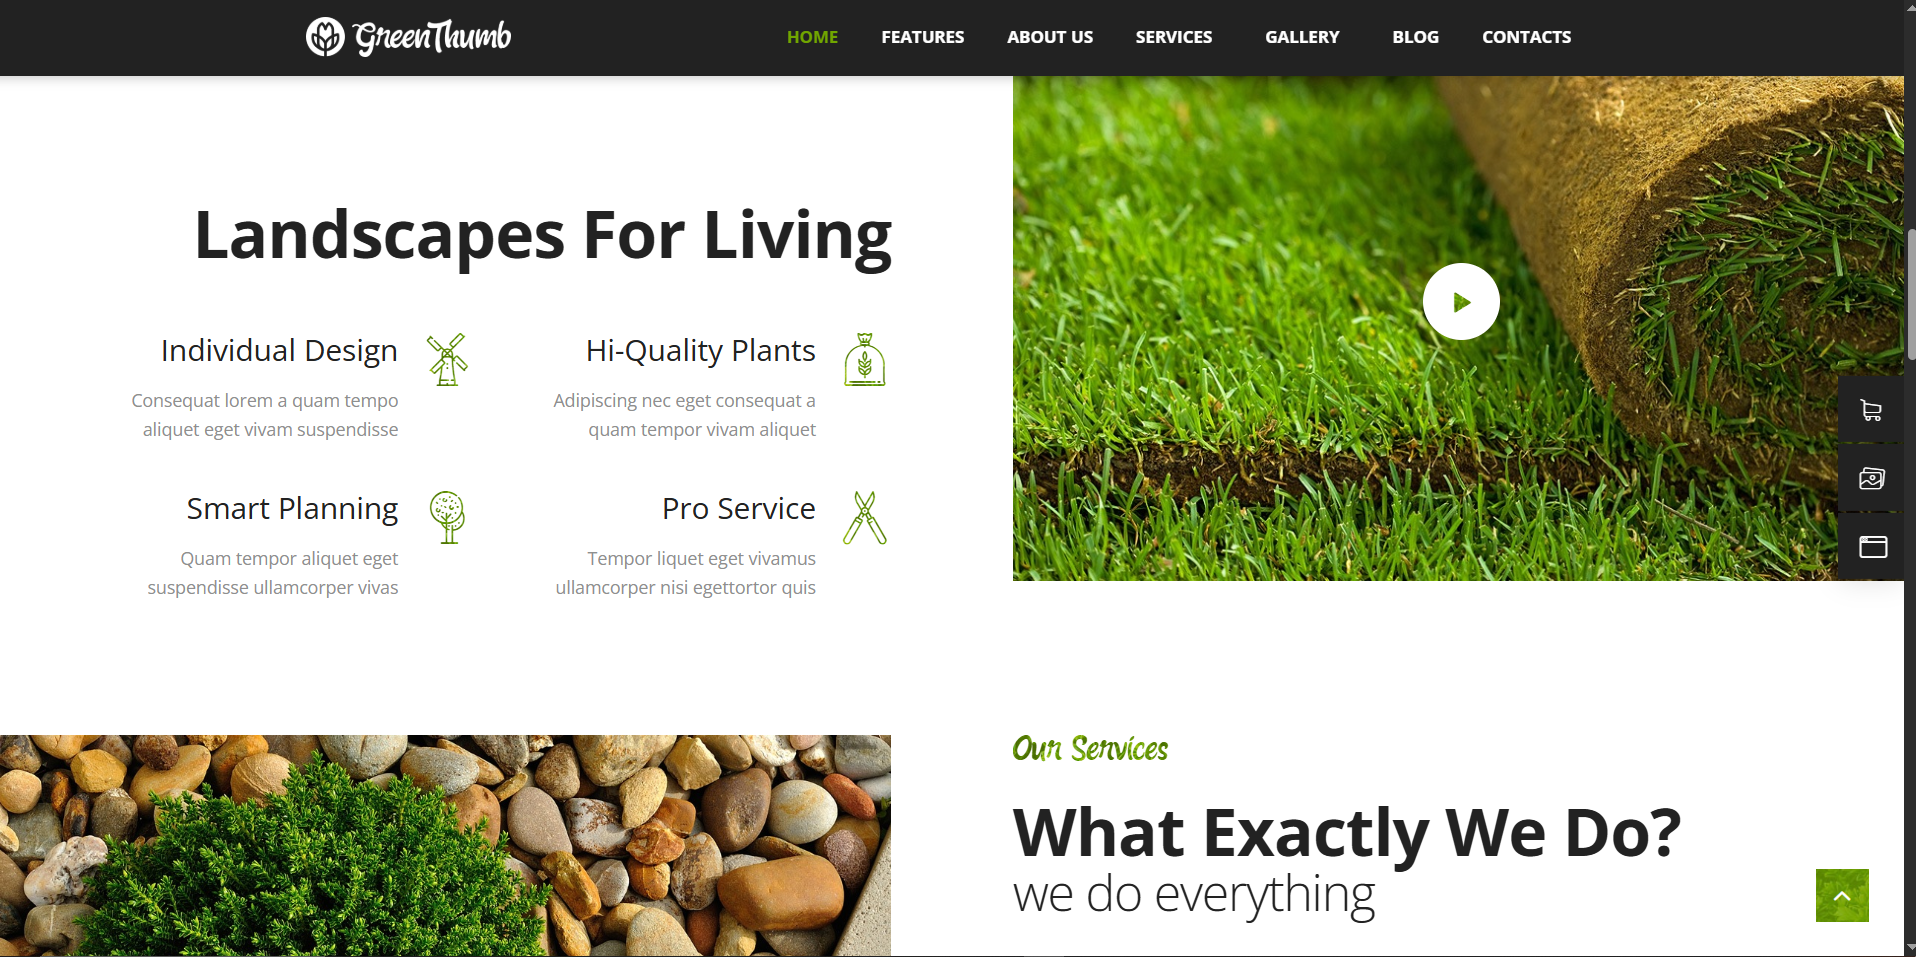 GreenThumb
HOME FEATURES ABOUT US SERVICES GALLERY BLOG CONTACTS
Landscapes For Living
Individual Design
Consequat lorem a quam tempo
aliquet eget vivam suspendisse
Hi-Quality Plants
Adipiscing nec eget consequat a
quam tempor vivam aliquet
Smart Planning
Quam tempor aliquet eget
suspendisse ullamcorper vivas
Pro Service
Tempor liquet eget vivamus
ullamcorper nisi egettortor quis
Our Services
What Exactly We Do?
we do everything